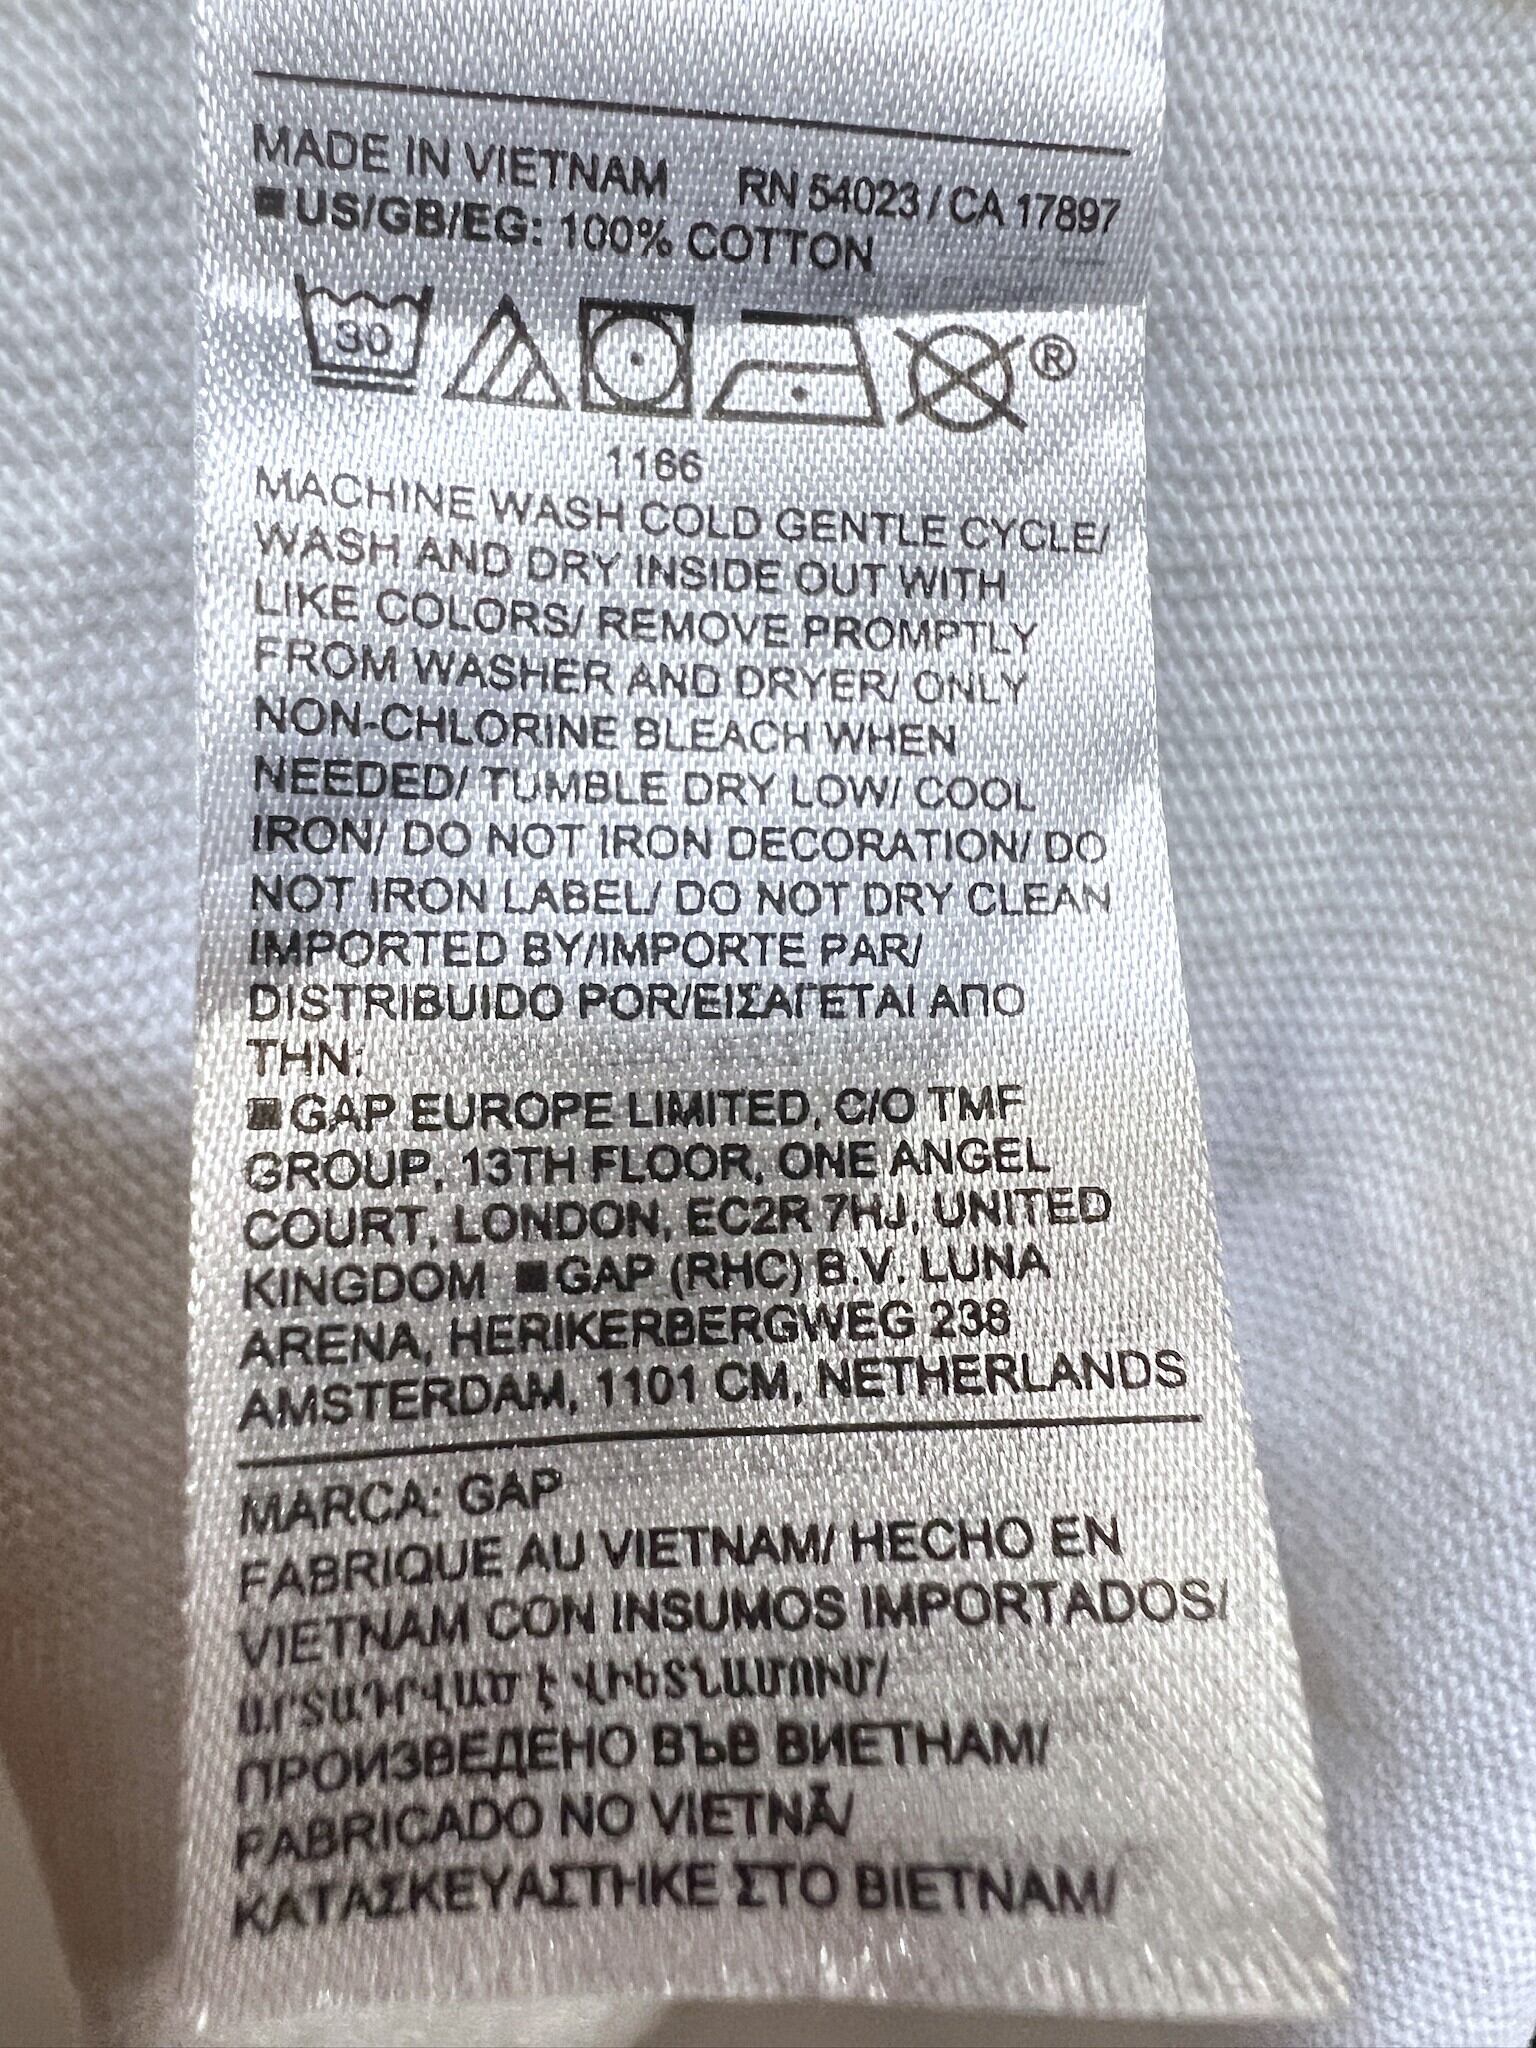 MADE IN VIETNAM RN 54023 / CA 17897
■US/GB/EG: 100% COTTON
30 ®
1166
MACHINE WASH COLD GENTLE CYCLE/
WASH AND DRY INSIDE OUT WITH
LIKE COLORS/ REMOVE PROMPTLY
FROM WASHER AND DRYER/ ONLY
NON-CHLORINE BLEACH WHEN
NEEDED/ TUMBLE DRY LOW/ COOL
IRON/ DO NOT IRON DECORATION/ DO
NOT IRON LABEL/ DO NOT DRY CLEAN
IMPORTED BY/IMPORTE PAR/
DISTRIBUIDO POR/ΕΙΣΑΓΕΤΑΙ ΑΠΟ
ΤΗΝ:
■GAP EUROPE LIMITED, C/O TMF
GROUP, 13TH FLOOR, ONE ANGEL
COURT, LONDON, EC2R 7HJ, UNITED
KINGDOM ■GAP (RHC) B.V. LUNA
ARENA, HERIKERBERGWEG 238
AMSTERDAM, 1101 CM, NETHERLANDS
MARCA: GAP
FABRIQUE AU VIETNAM/ HECHO EN
VIETNAM CON INSUMOS IMPORTADOS/
ԱՐՏԱԴՐՎԱԾ Է ՎԻԵՏՆԱՄՈՒՄ/
ПРОИЗВЕДЕНО ВЪВ ВИЕТНАМ/
FABRICADO NO VIETNÃ/
ΚΑΤΑΣΚΕΥΑΣΤΗΚΕ ΣΤΟ ΒΙΕΤΝΑΜ/